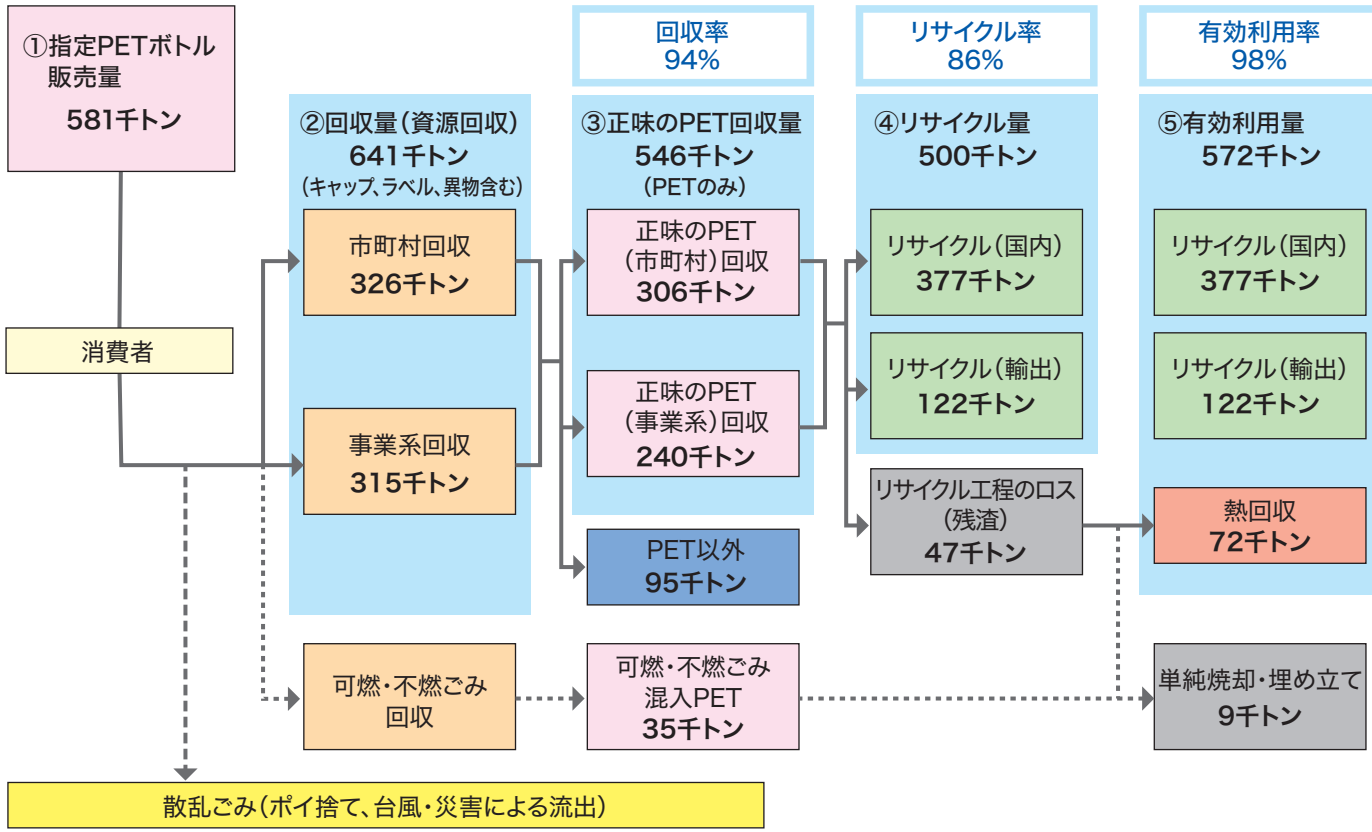 ①指定PETボトル
販売量
581千トン
消費者
回収率
94%
リサイクル率
86%
有効利用率
98%
②回収量(資源回収)
641千トン
(キャップ、ラベル、異物含む)
市町村回収
326千トン
事業系回収
315千トン
可燃・不燃ごみ
回収
③正味のPET回収量
546千トン
(PETのみ)
正味のPET
(市町村)回収
306千トン
正味のPET
(事業系)回収
240千トン
PET以外
95千トン
可燃・不燃ごみ
混入PET
35千トン
④リサイクル量
500千トン
リサイクル(国内)
377千トン
リサイクル(輸出)
122千トン
リサイクル工程のロス
(残渣)
47千トン
⑤有効利用量
572千トン
リサイクル(国内)
377千トン
リサイクル(輸出)
122千トン
熱回収
72千トン
単純焼却・埋め立て
9千トン
散乱ごみ(ポイ捨て、台風・災害による流出)